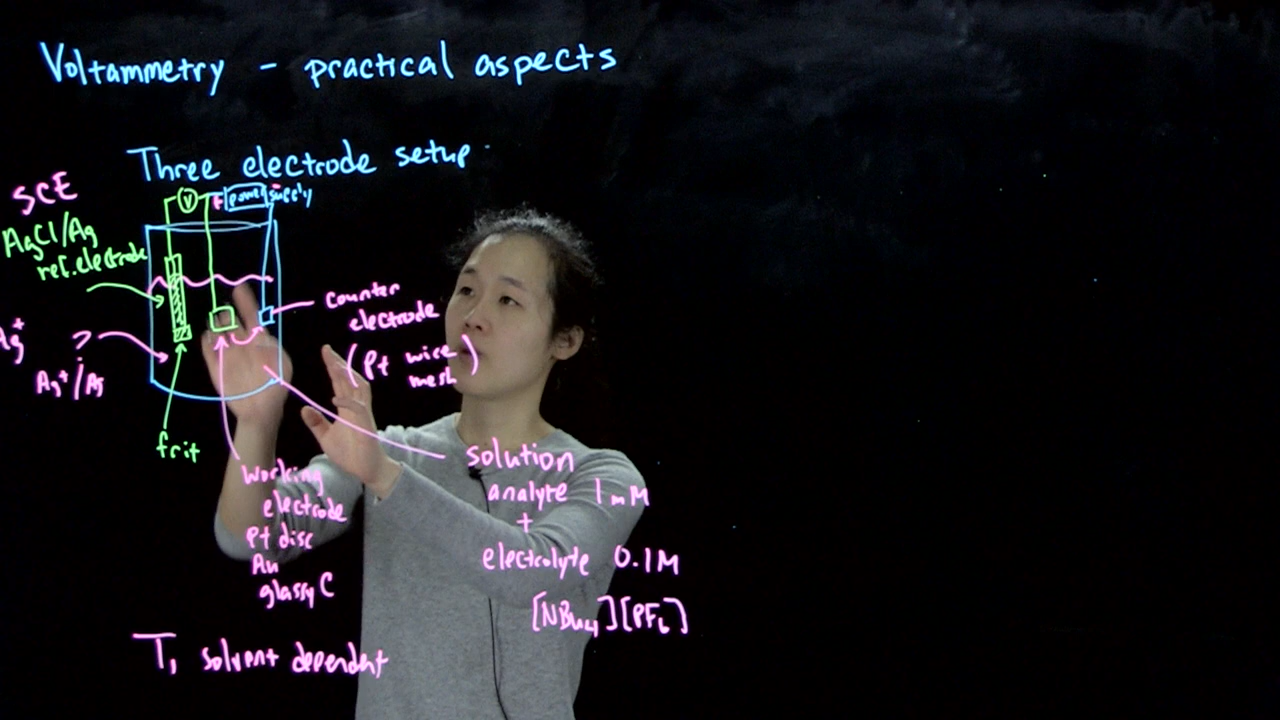 Voltammetry - practical aspects
Three electrode setup
SCE
V
+
power supply
-
AgCl/Ag
ref. electrode
counter
electrode
(Pt wire
mesh)
Ag⁺
?
Ag⁺/Ag
frit
working
electrode
Pt disc
Au
glassy C
solution
analyte 1 mM
+
electrolyte 0.1M
[NBu₄][PF₆]
T, solvent dependent